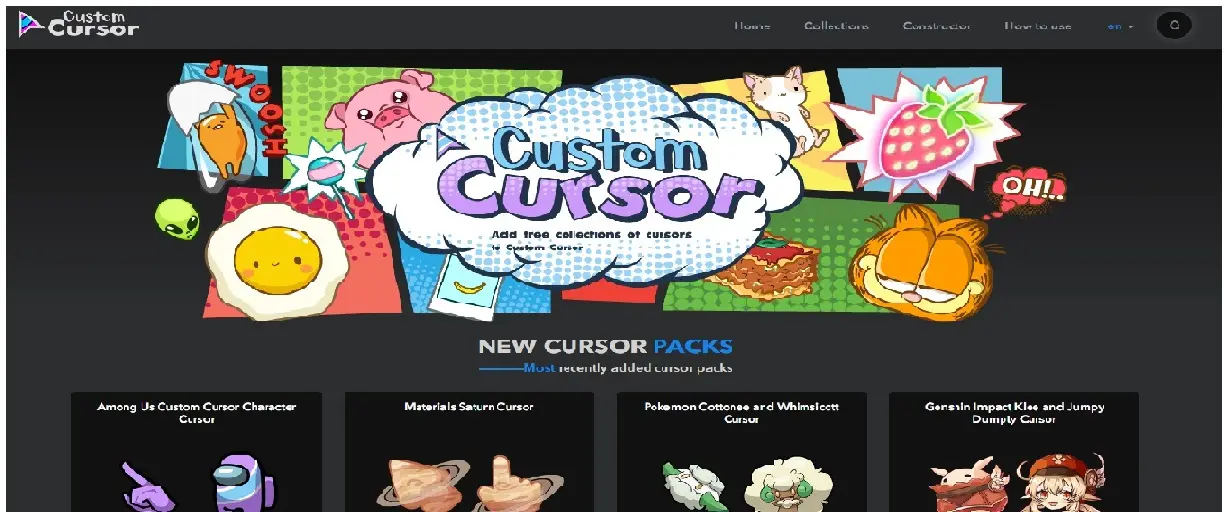 Custom
Cursor
Home Collections Constructor How to use en
SWOOSH
Custom
Cursor
Add free collections of cursors
to Custom Cursor
OH!..
NEW CURSOR PACKS
Most recently added cursor packs
Among Us Custom Cursor Character
Cursor
Materials Saturn Cursor
Pokemon Cottonee and Whimsicott
Cursor
Genshin Impact Klee and Jumpy
Dumpty Cursor